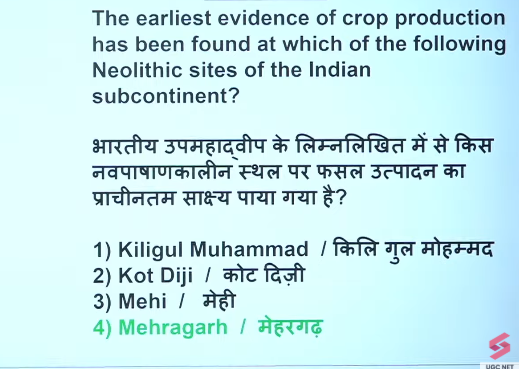 The earliest evidence of crop production
has been found at which of the following
Neolithic sites of the Indian
subcontinent?
भारतीय उपमहाद्वीप के लिम्नलिखित में से किस
नवपाषाणकालीन स्थल पर फसल उत्पादन का
प्राचीनतम साक्ष्य पाया गया है?
1) Kiligul Muhammad / किलि गुल मोहम्मद
2) Kot Diji / कोट दिज़ी
3) Mehi / मेही
4) Mehragarh / मेहरगढ़
UGC NET